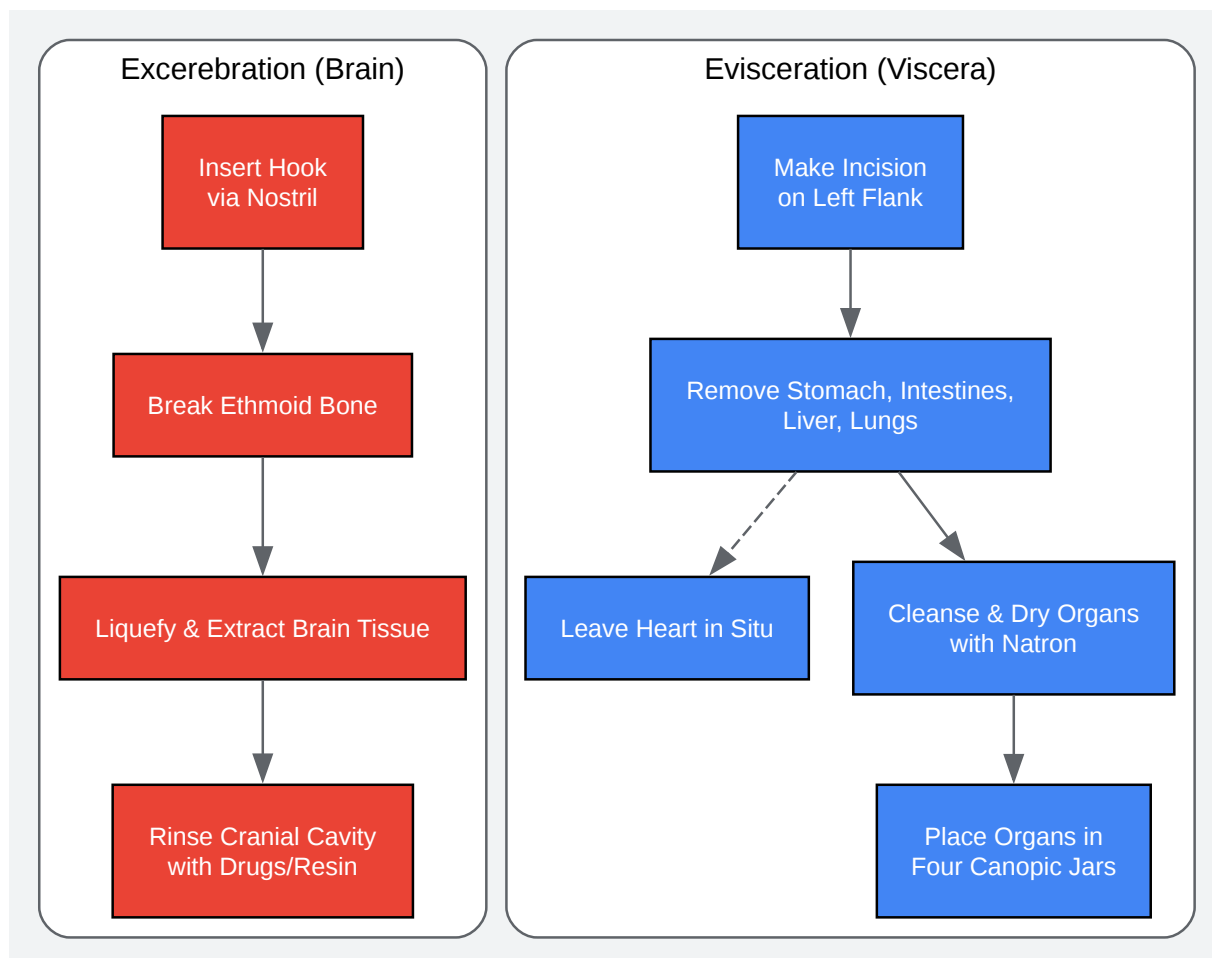 Excerebration (Brain)
Insert Hook
via Nostril
Break Ethmoid Bone
Liquefy & Extract Brain Tissue
Rinse Cranial Cavity
with Drugs/Resin
Evisceration (Viscera)
Make Incision
on Left Flank
Remove Stomach, Intestines,
Liver, Lungs
Leave Heart in Situ
Cleanse & Dry Organs
with Natron
Place Organs in
Four Canopic Jars